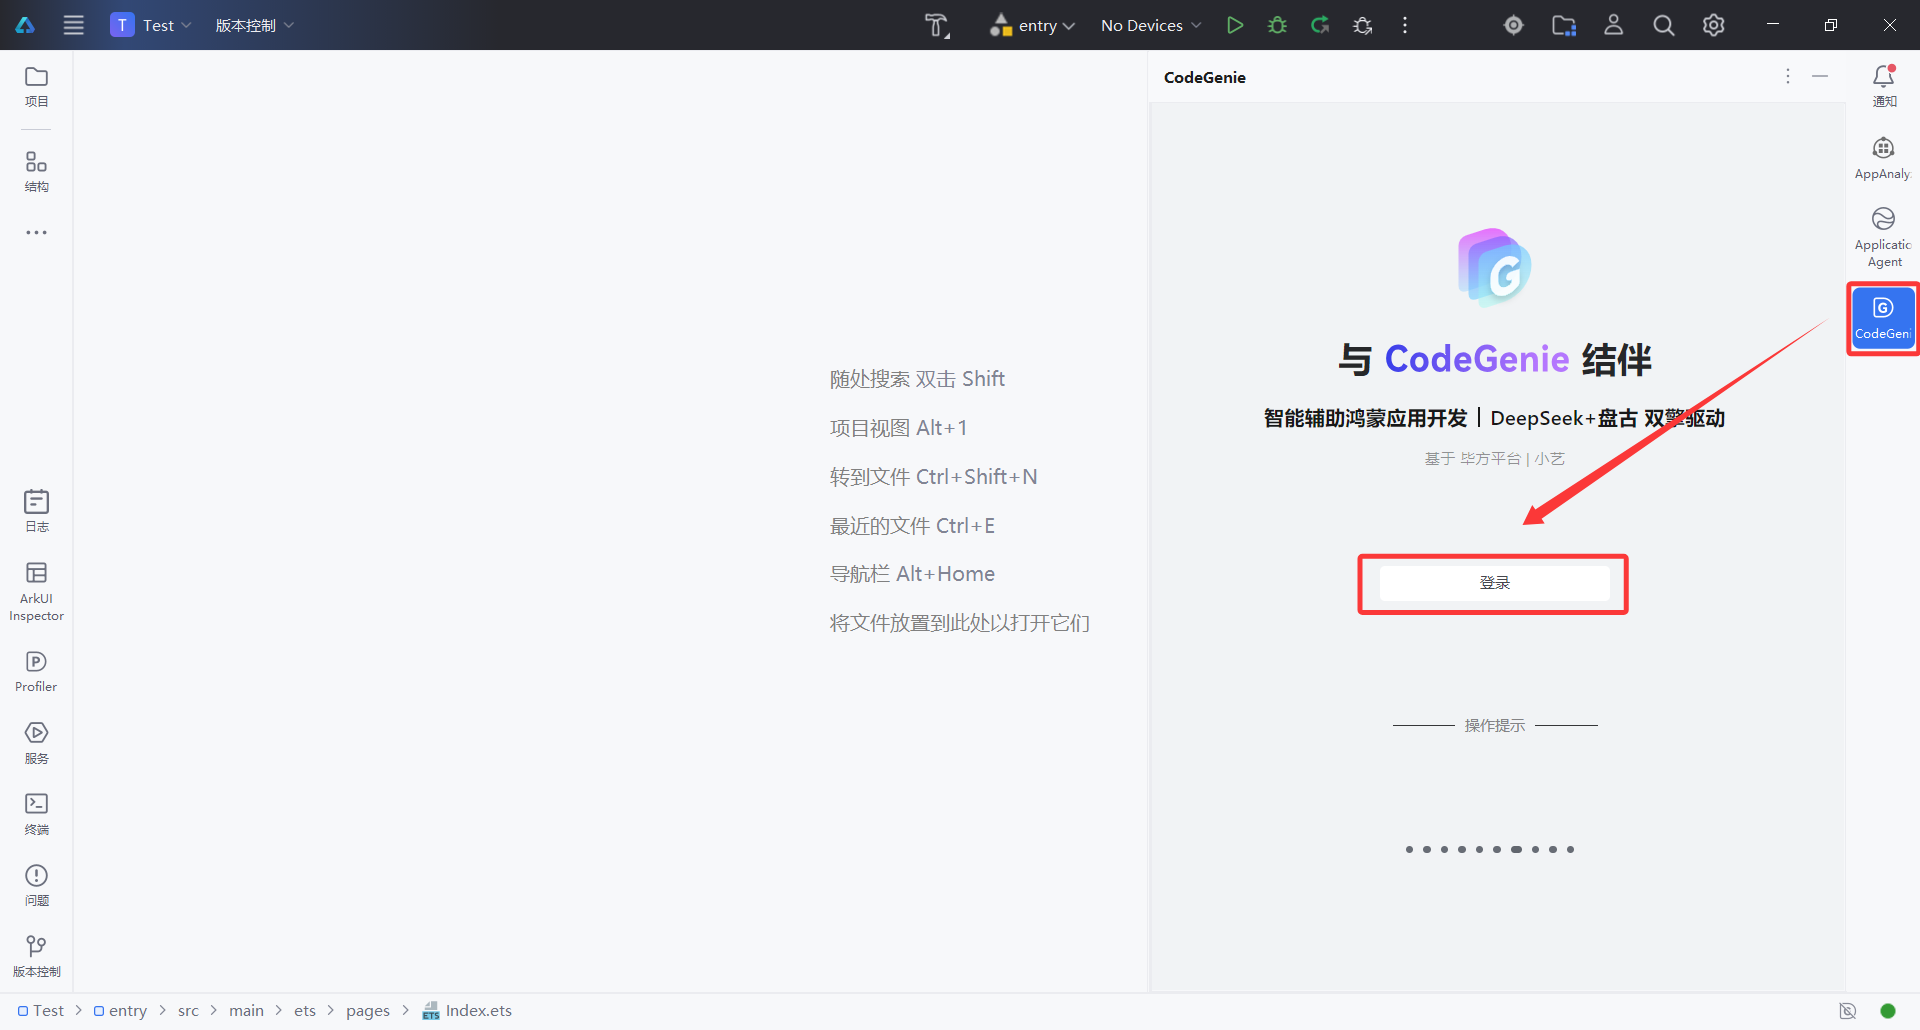 T Test 版本控制 entry No Devices
项目
结构
日志
ArkUI
Inspector
Profiler
服务
终端
问题
版本控制
随处搜索 双击 Shift
项目视图 Alt+1
转到文件 Ctrl+Shift+N
最近的文件 Ctrl+E
导航栏 Alt+Home
将文件放置到此处以打开它们
CodeGenie
与 CodeGenie 结伴
智能辅助鸿蒙应用开发 | DeepSeek+盘古 双擎驱动
基于 毕方平台 | 小艺
登录
操作提示
通知
AppAnaly
Applicatic
Agent
CodeGeni
Test > entry > src > main > ets > pages > Index.ets